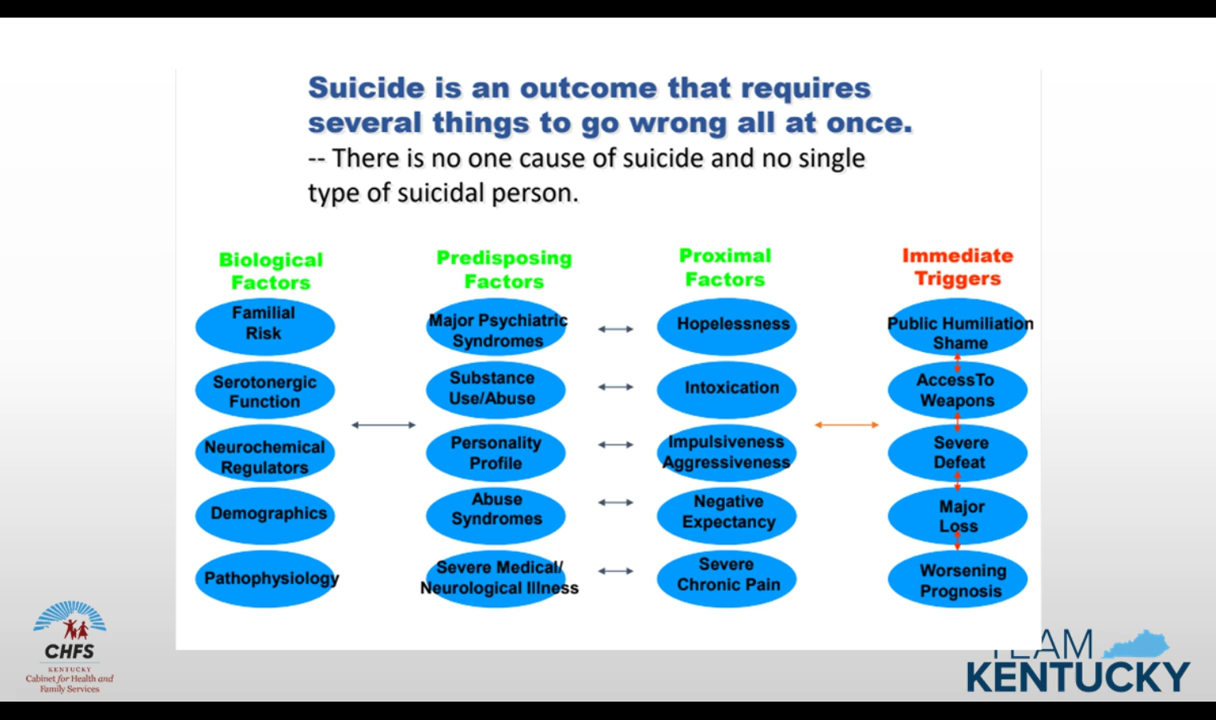 Suicide is an outcome that requires
several things to go wrong all at once.
-- There is no one cause of suicide and no single
type of suicidal person.
Biological
Factors
Familial
Risk
Serotonergic
Function
Neurochemical
Regulators
Demographics
Pathophysiology
Predisposing
Factors
Major Psychiatric
Syndromes
Substance
Use/Abuse
Personality
Profile
Abuse
Syndromes
Severe Medical/
Neurological Illness
Proximal
Factors
Hopelessness
Intoxication
Impulsiveness
Aggressiveness
Negative
Expectancy
Severe
Chronic Pain
Immediate
Triggers
Public Humiliation
Shame
AccessTo
Weapons
Severe
Defeat
Major
Loss
Worsening
Prognosis
CHFS
KENTUCKY
Cabinet for Health and
Family Services
TEAM
KENTUCKY